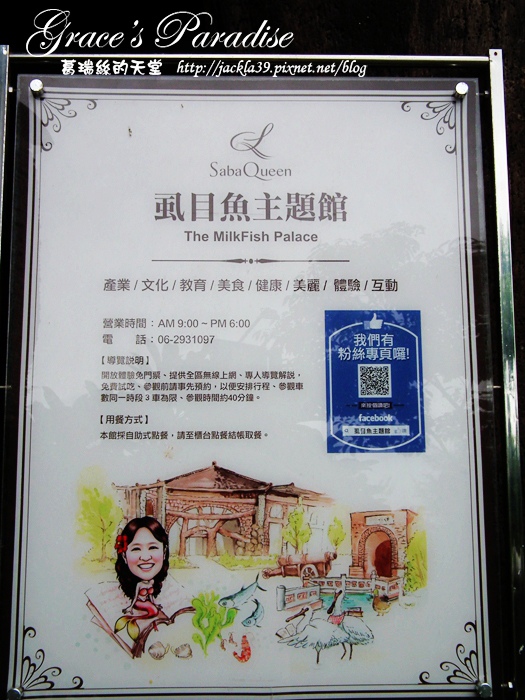 Grace's Paradise
葛瑞絲的天堂 http://jackla39.pixnet.net/blog
SabaQueen
虱目魚主題館
The MilkFish Palace
產業/文化/教育/美食/健康/美麗/ 體驗/互動
營業時間：AM 9:00 ~ PM 6:00
電　　話：06-2931097
【導覽説明】
開放體驗免門票、提供全區無線上網、專人導覽解說，
免費試吃、參觀前請事先預約，以便安排行程、參觀車
數同一時段３車為限、參觀時間約40分鐘。
【用餐方式】
本館採自助式點餐，請至櫃台點餐結帳取餐。
我們有
粉絲專頁囉!
來按個讚吧!
facebook
虱目魚主題館